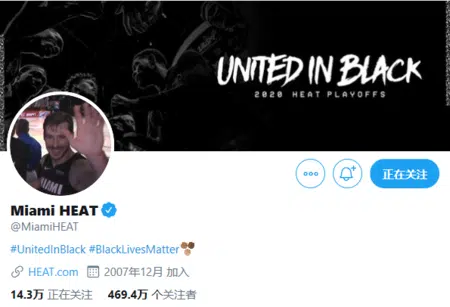 UNITED IN BLACK
2020 HEAT PLAYOFFS
正在关注
Miami HEAT
@MiamiHEAT
#UnitedInBlack #BlackLivesMatter
HEAT.com 2007年12月 加入
14.3万 正在关注 469.4万 个关注者